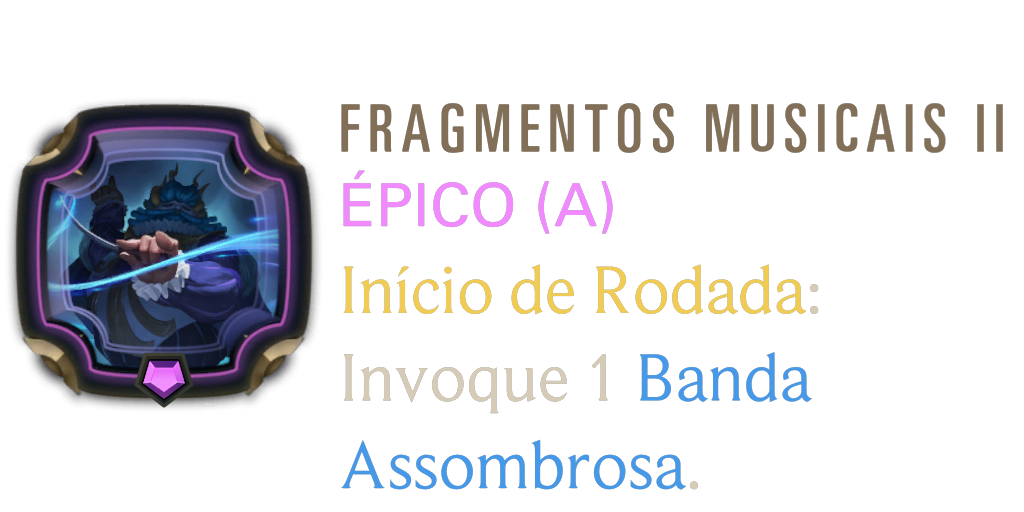 FRAGMENTOS MUSICAIS II
ÉPICO (A)
Início de Rodada:
Invoque 1 Banda
Assombrosa.